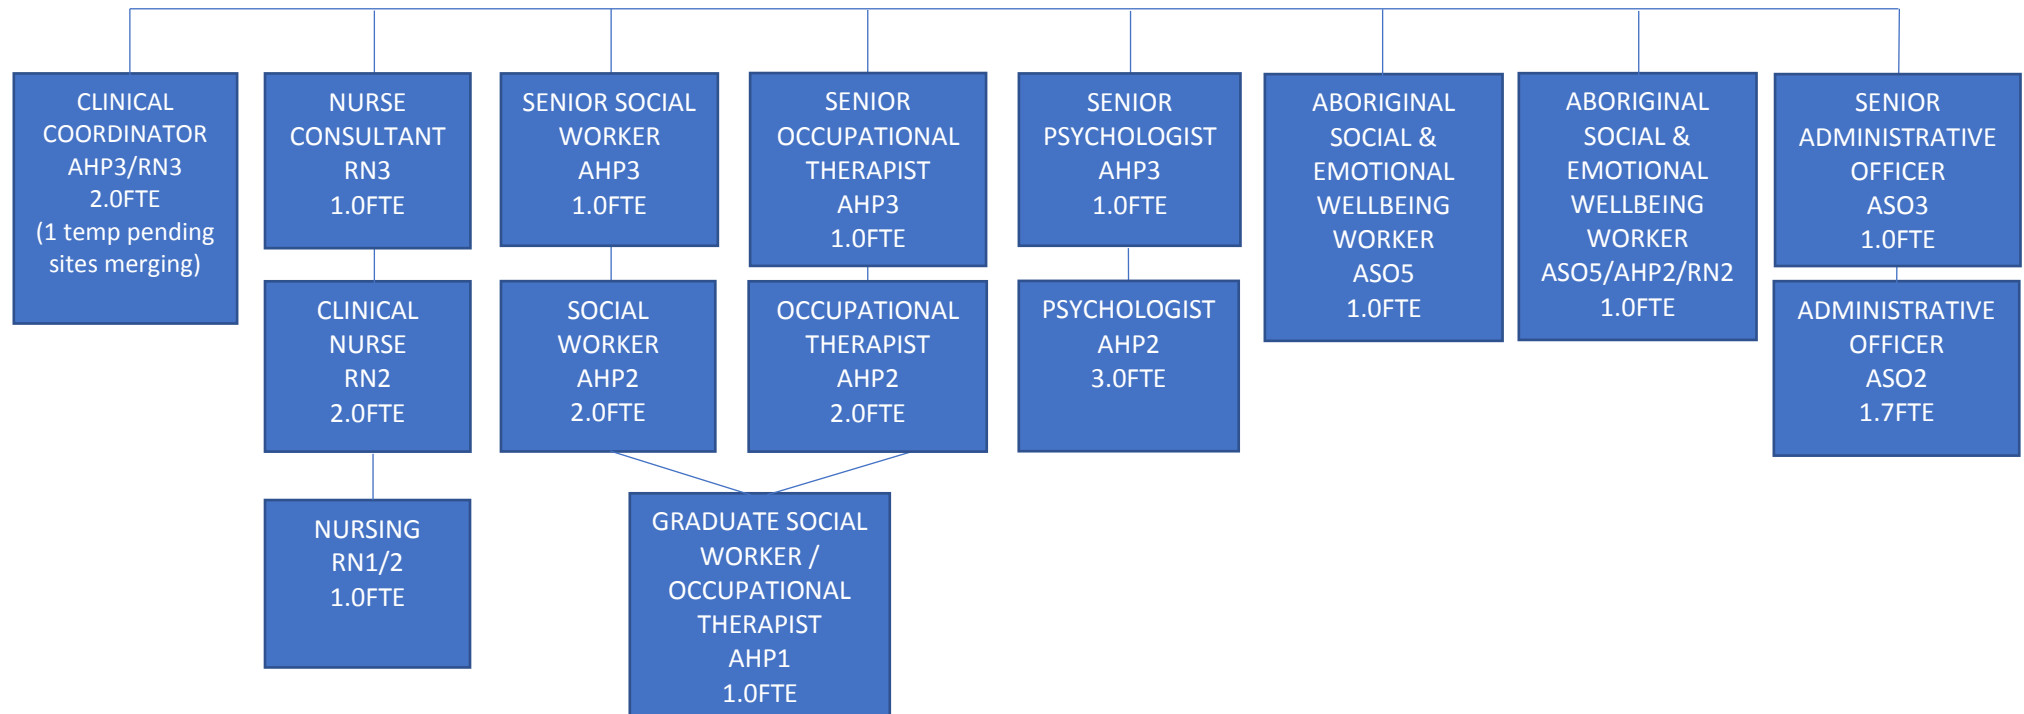 CLINICAL
COORDINATOR
AHP3/RN3
2.0FTE
(1 temp pending
sites merging)
NURSE
CONSULTANT
RN3
1.0FTE
SENIOR SOCIAL
WORKER
AHP3
1.0FTE
SENIOR
OCCUPATIONAL
THERAPIST
AHP3
1.0FTE
SENIOR
PSYCHOLOGIST
AHP3
1.0FTE
ABORIGINAL
SOCIAL &
EMOTIONAL
WELLBEING
WORKER
ASO5
1.0FTE
ABORIGINAL
SOCIAL &
EMOTIONAL
WELLBEING
WORKER
ASO5/AHP2/RN2
1.0FTE
SENIOR
ADMINISTRATIVE
OFFICER
ASO3
1.0FTE
CLINICAL
NURSE
RN2
2.0FTE
SOCIAL
WORKER
AHP2
2.0FTE
OCCUPATIONAL
THERAPIST
AHP2
2.0FTE
PSYCHOLOGIST
AHP2
3.0FTE
ADMINISTRATIVE
OFFICER
ASO2
1.7FTE
NURSING
RN1/2
1.0FTE
GRADUATE SOCIAL
WORKER /
OCCUPATIONAL
THERAPIST
AHP1
1.0FTE